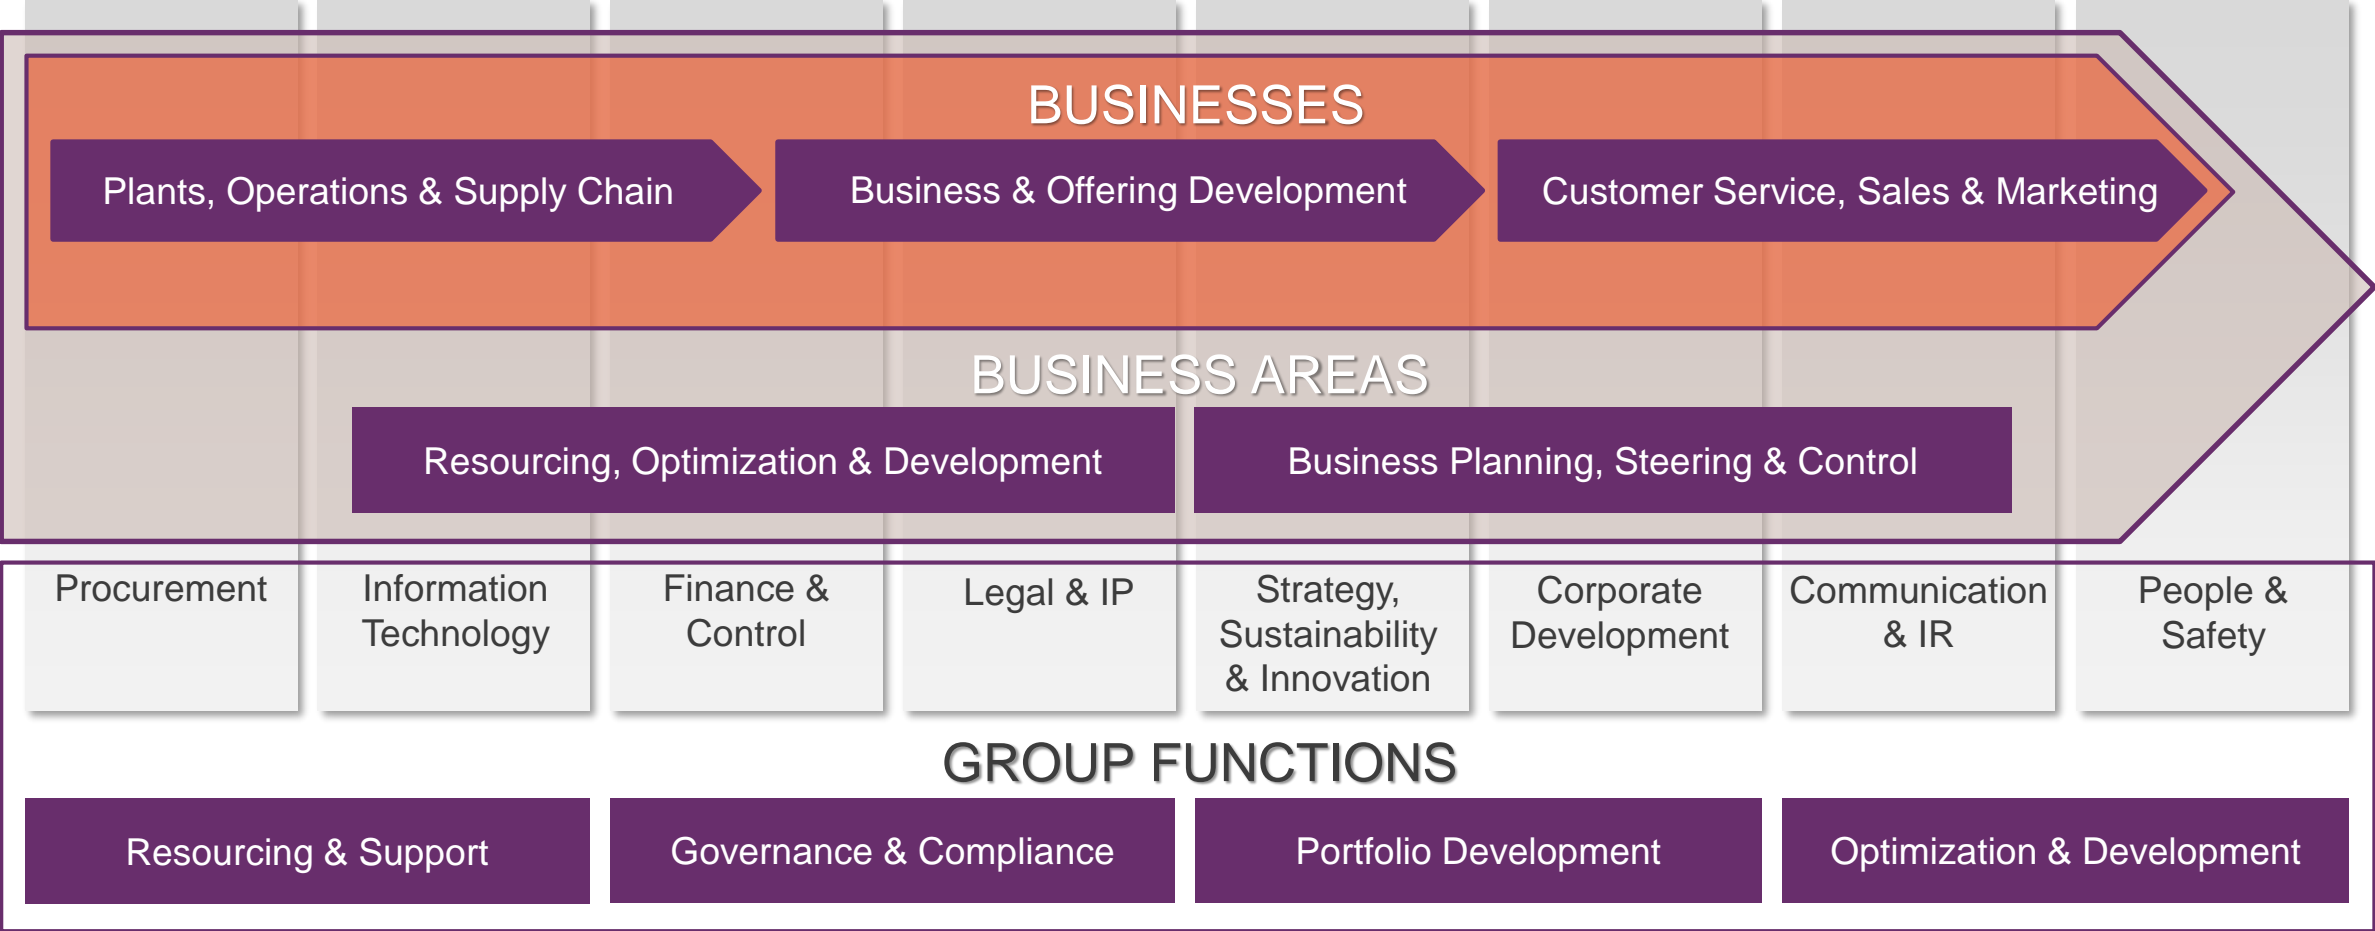 BUSINESSES
Plants, Operations & Supply Chain
Business & Offering Development
Customer Service, Sales & Marketing
BUSINESS AREAS
Resourcing, Optimization & Development
Business Planning, Steering & Control
Procurement
Information
Technology
Finance &
Control
Legal & IP
Strategy,
Sustainability
& Innovation
Corporate
Development
Communication
& IR
People &
Safety
GROUP FUNCTIONS
Resourcing & Support
Governance & Compliance
Portfolio Development
Optimization & Development